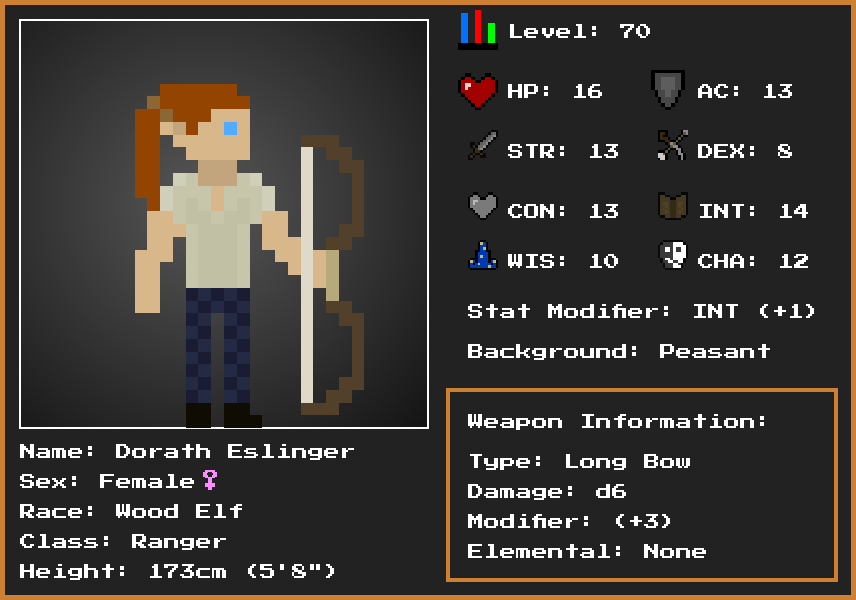 Level: 70
HP: 16 AC: 13
STR: 13 DEX: 8
CON: 13 INT: 14
WIS: 10 CHA: 12
Stat Modifier: INT (+1)
Background: Peasant
Weapon Information:
Type: Long Bow
Damage: d6
Modifier: (+3)
Elemental: None
Name: Dorath Eslinger
Sex: Female♀
Race: Wood Elf
Class: Ranger
Height: 173cm (5'8")